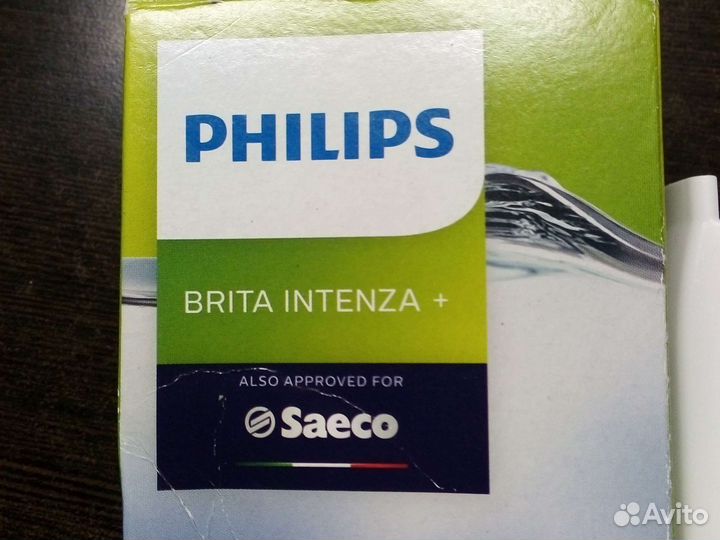 PHILIPS
BRITA INTENZA +
ALSO APPROVED FOR
Saeco
Avito